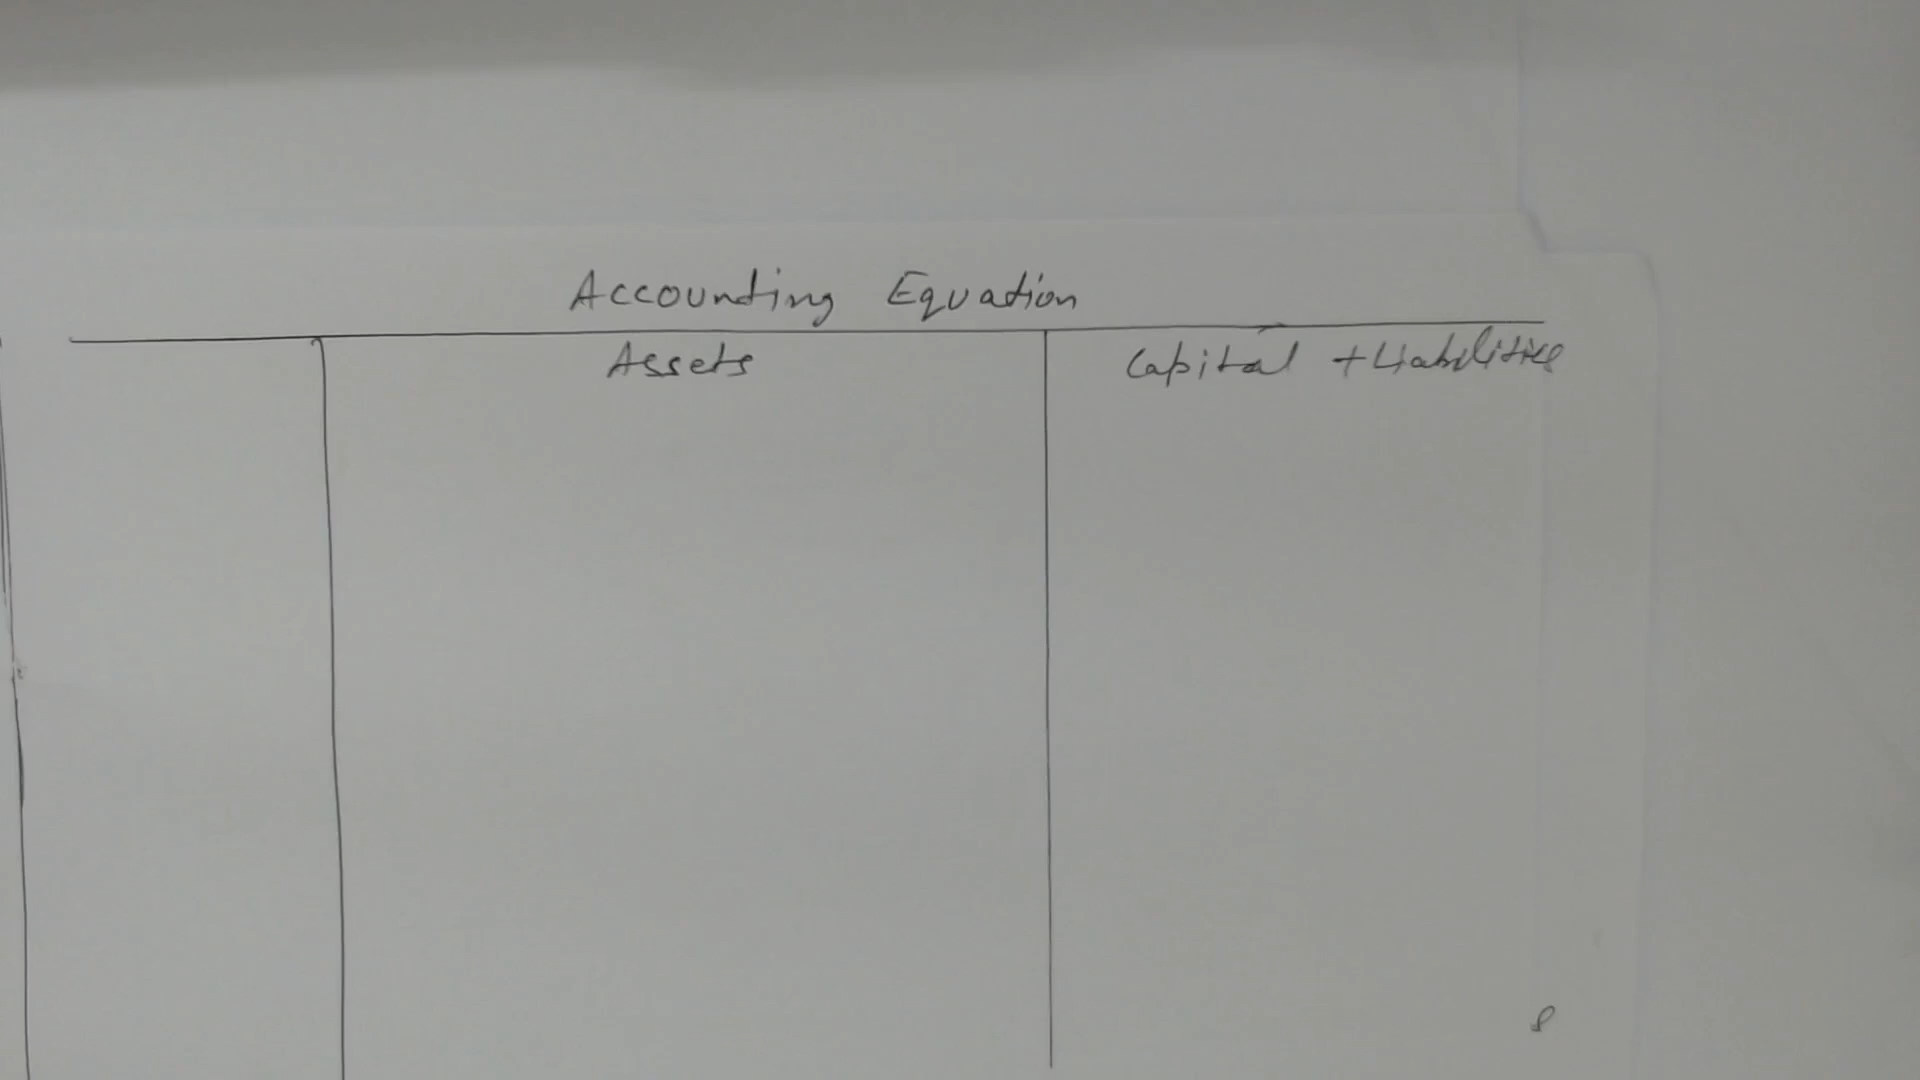 Accounting Equation
Assets
Capital + Liabilities